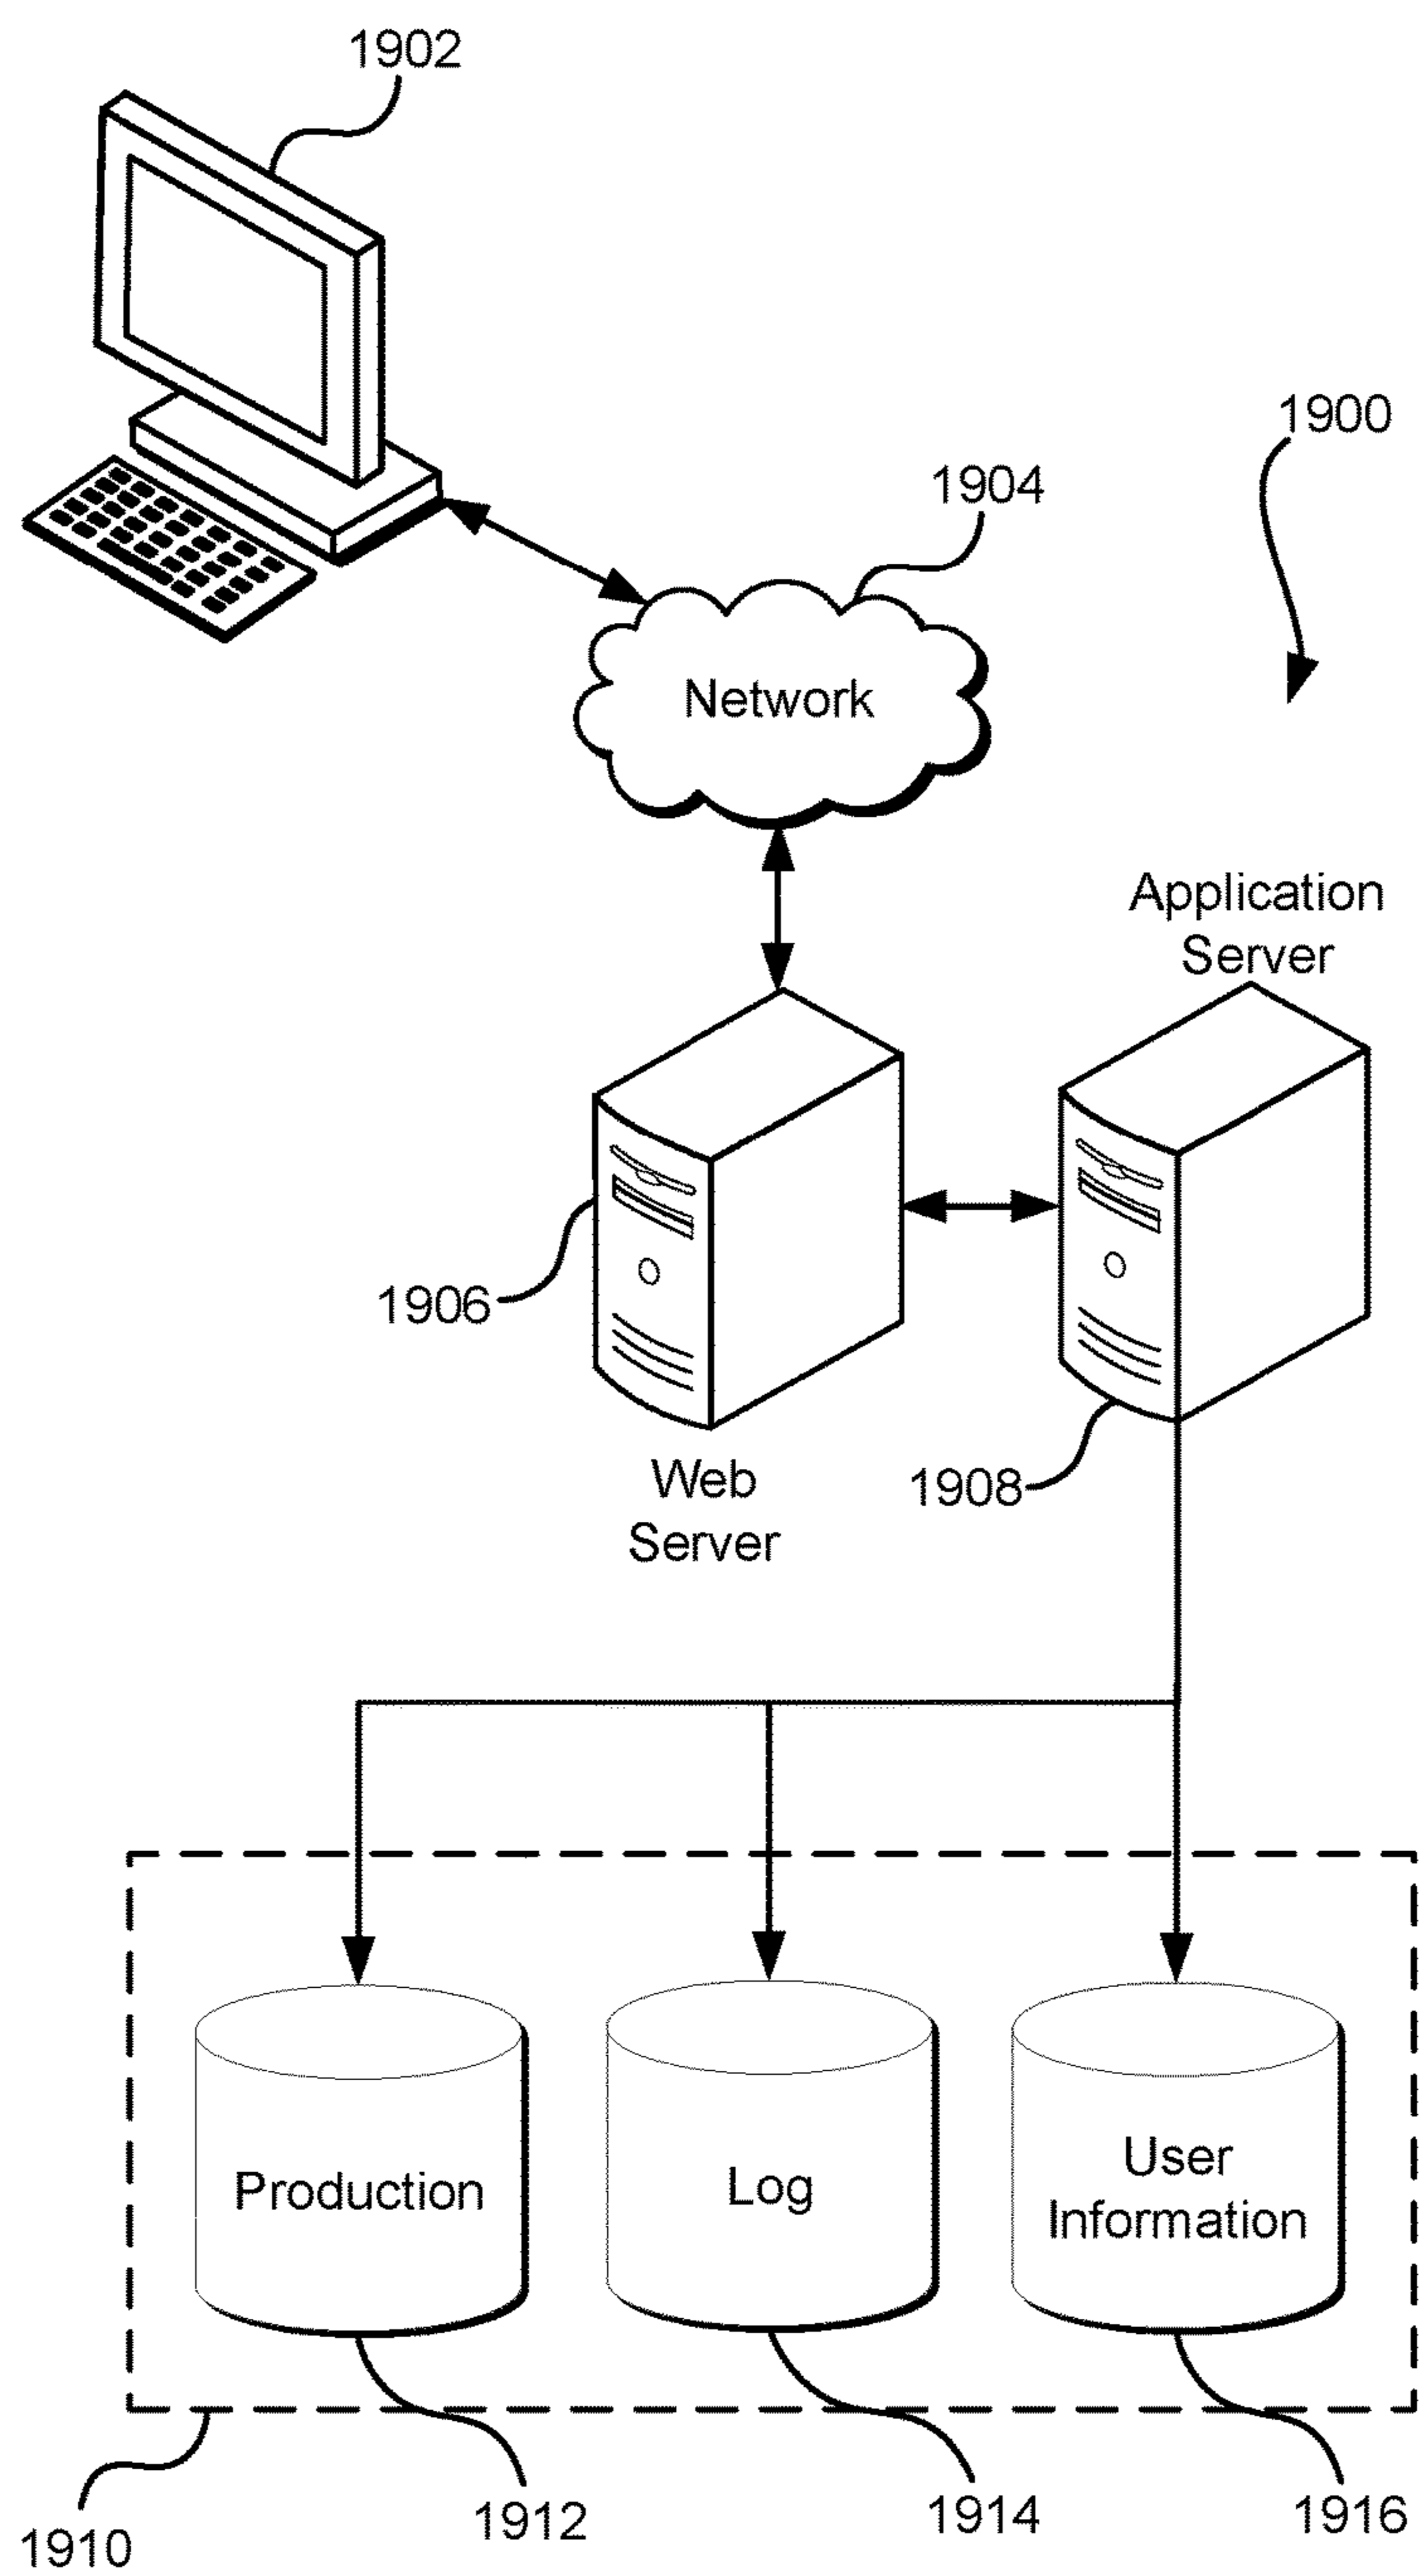 1902
1900
1904
Network
Application
Server
1906
Web
Server
1908
Production
Log
User
Information
1910
1912
1914
1916